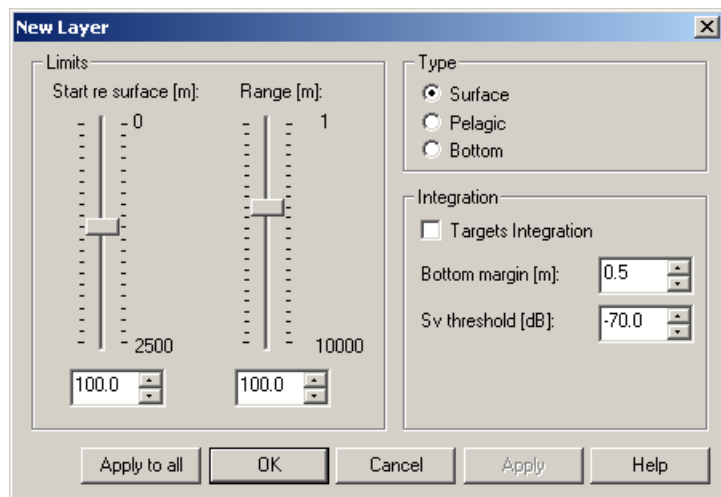 New Layer
Limits
Start re surface [m]:
Range [m]:
0
1
2500
10000
100.0
100.0
Type
Surface
Pelagic
Bottom
Integration
Targets Integration
Bottom margin [m]:
0.5
Sv threshold [dB]:
-70.0
Apply to all
OK
Cancel
Apply
Help